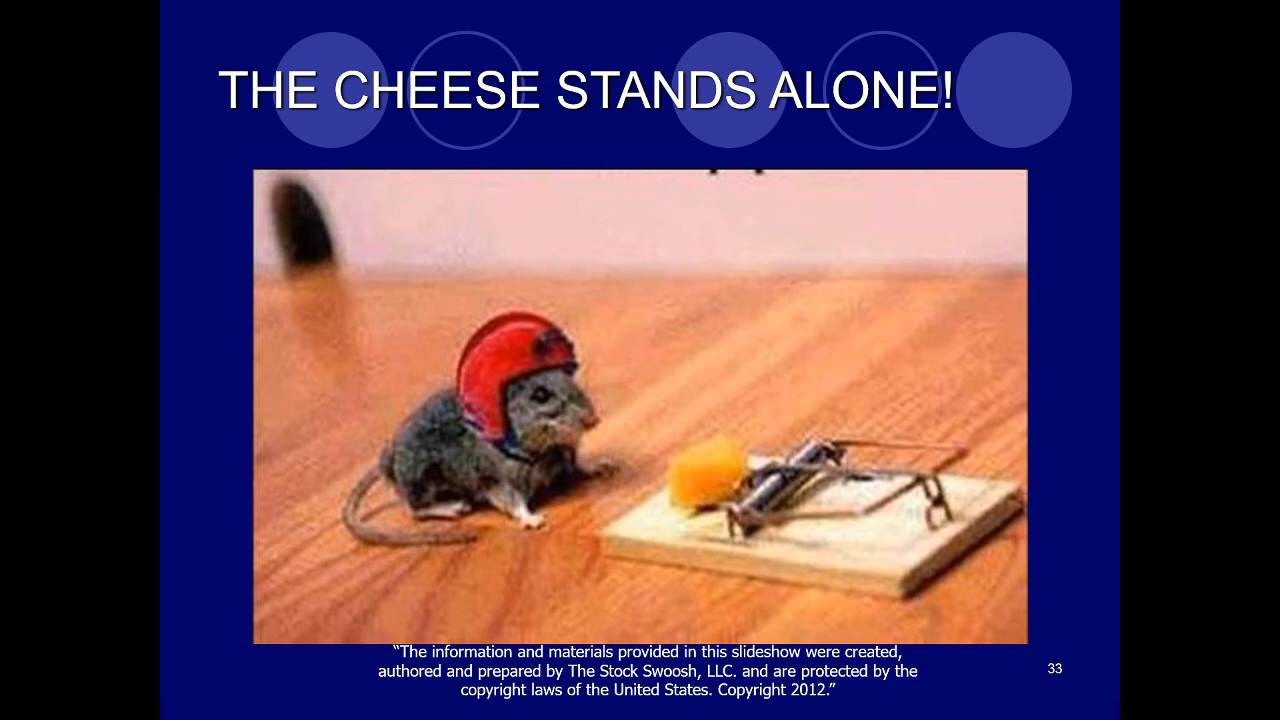 THE CHEESE STANDS ALONE!
“The information and materials provided in this slideshow were created,
authored and prepared by The Stock Swoosh, LLC. and are protected by the
copyright laws of the United States. Copyright 2012.”
33